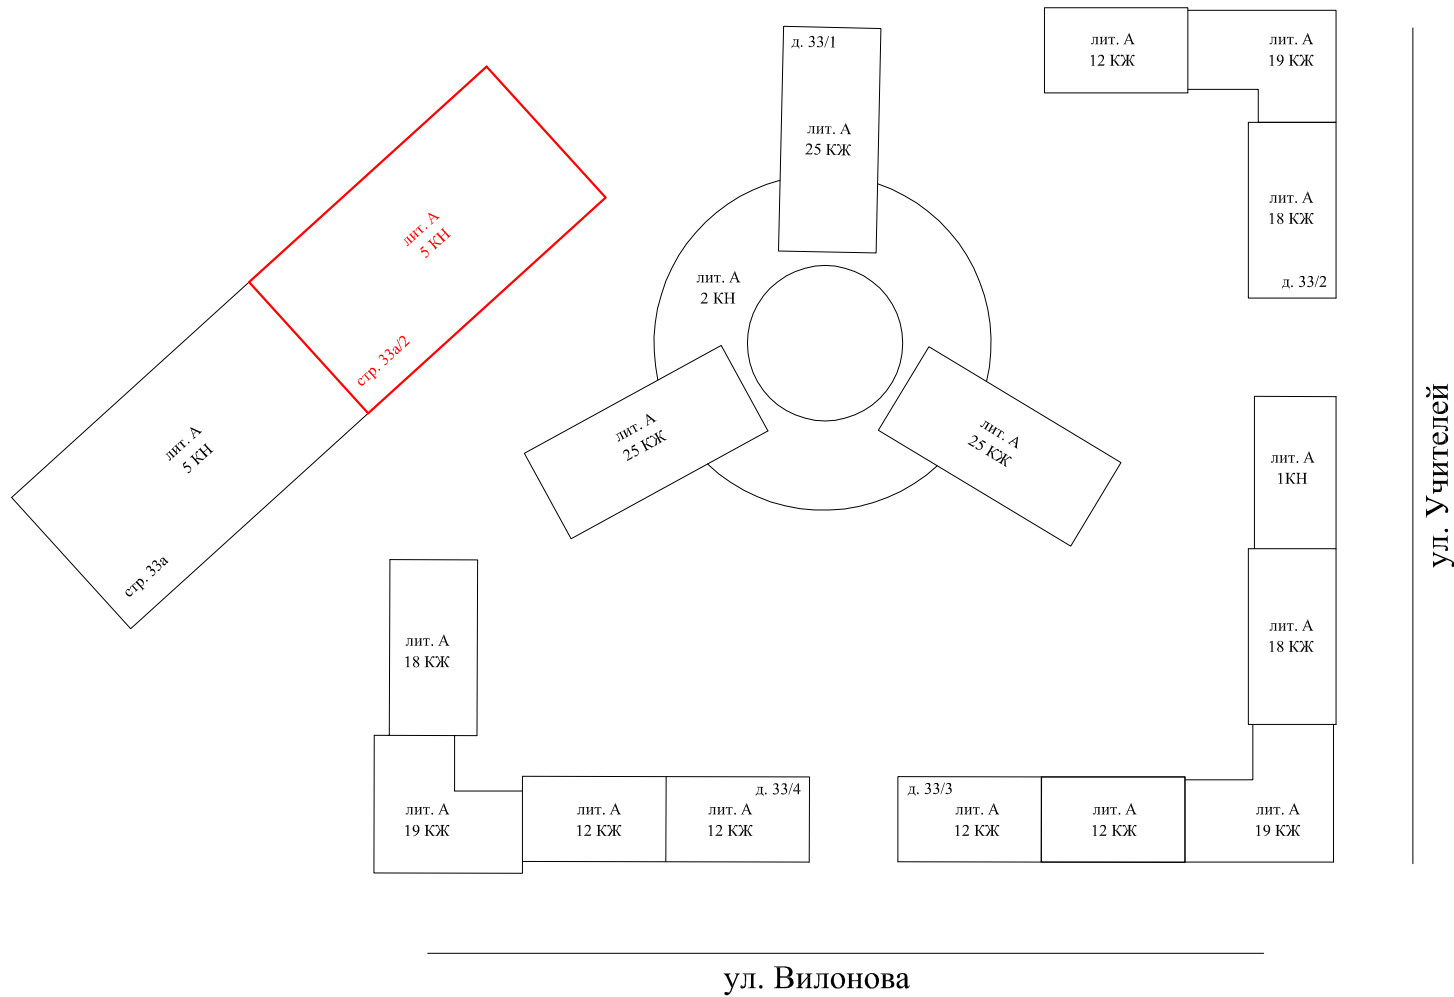 д. 33/1
лит. А
25 КЖ
лит. А
2 КН
лит. А
25 КЖ
лит. А
25 КЖ
лит. А
12 КЖ
лит. А
19 КЖ
лит. А
18 КЖ
д. 33/2
лит. А
5 КН
стр. 33а/2
лит. А
5 КН
стр. 33а
лит. А
1КН
лит. А
18 КЖ
лит. А
19 КЖ
лит. А
12 КЖ
д. 33/3
лит. А
12 КЖ
лит. А
18 КЖ
лит. А
19 КЖ
лит. А
12 КЖ
д. 33/4
лит. А
12 КЖ
ул. Учителей
ул. Вилонова